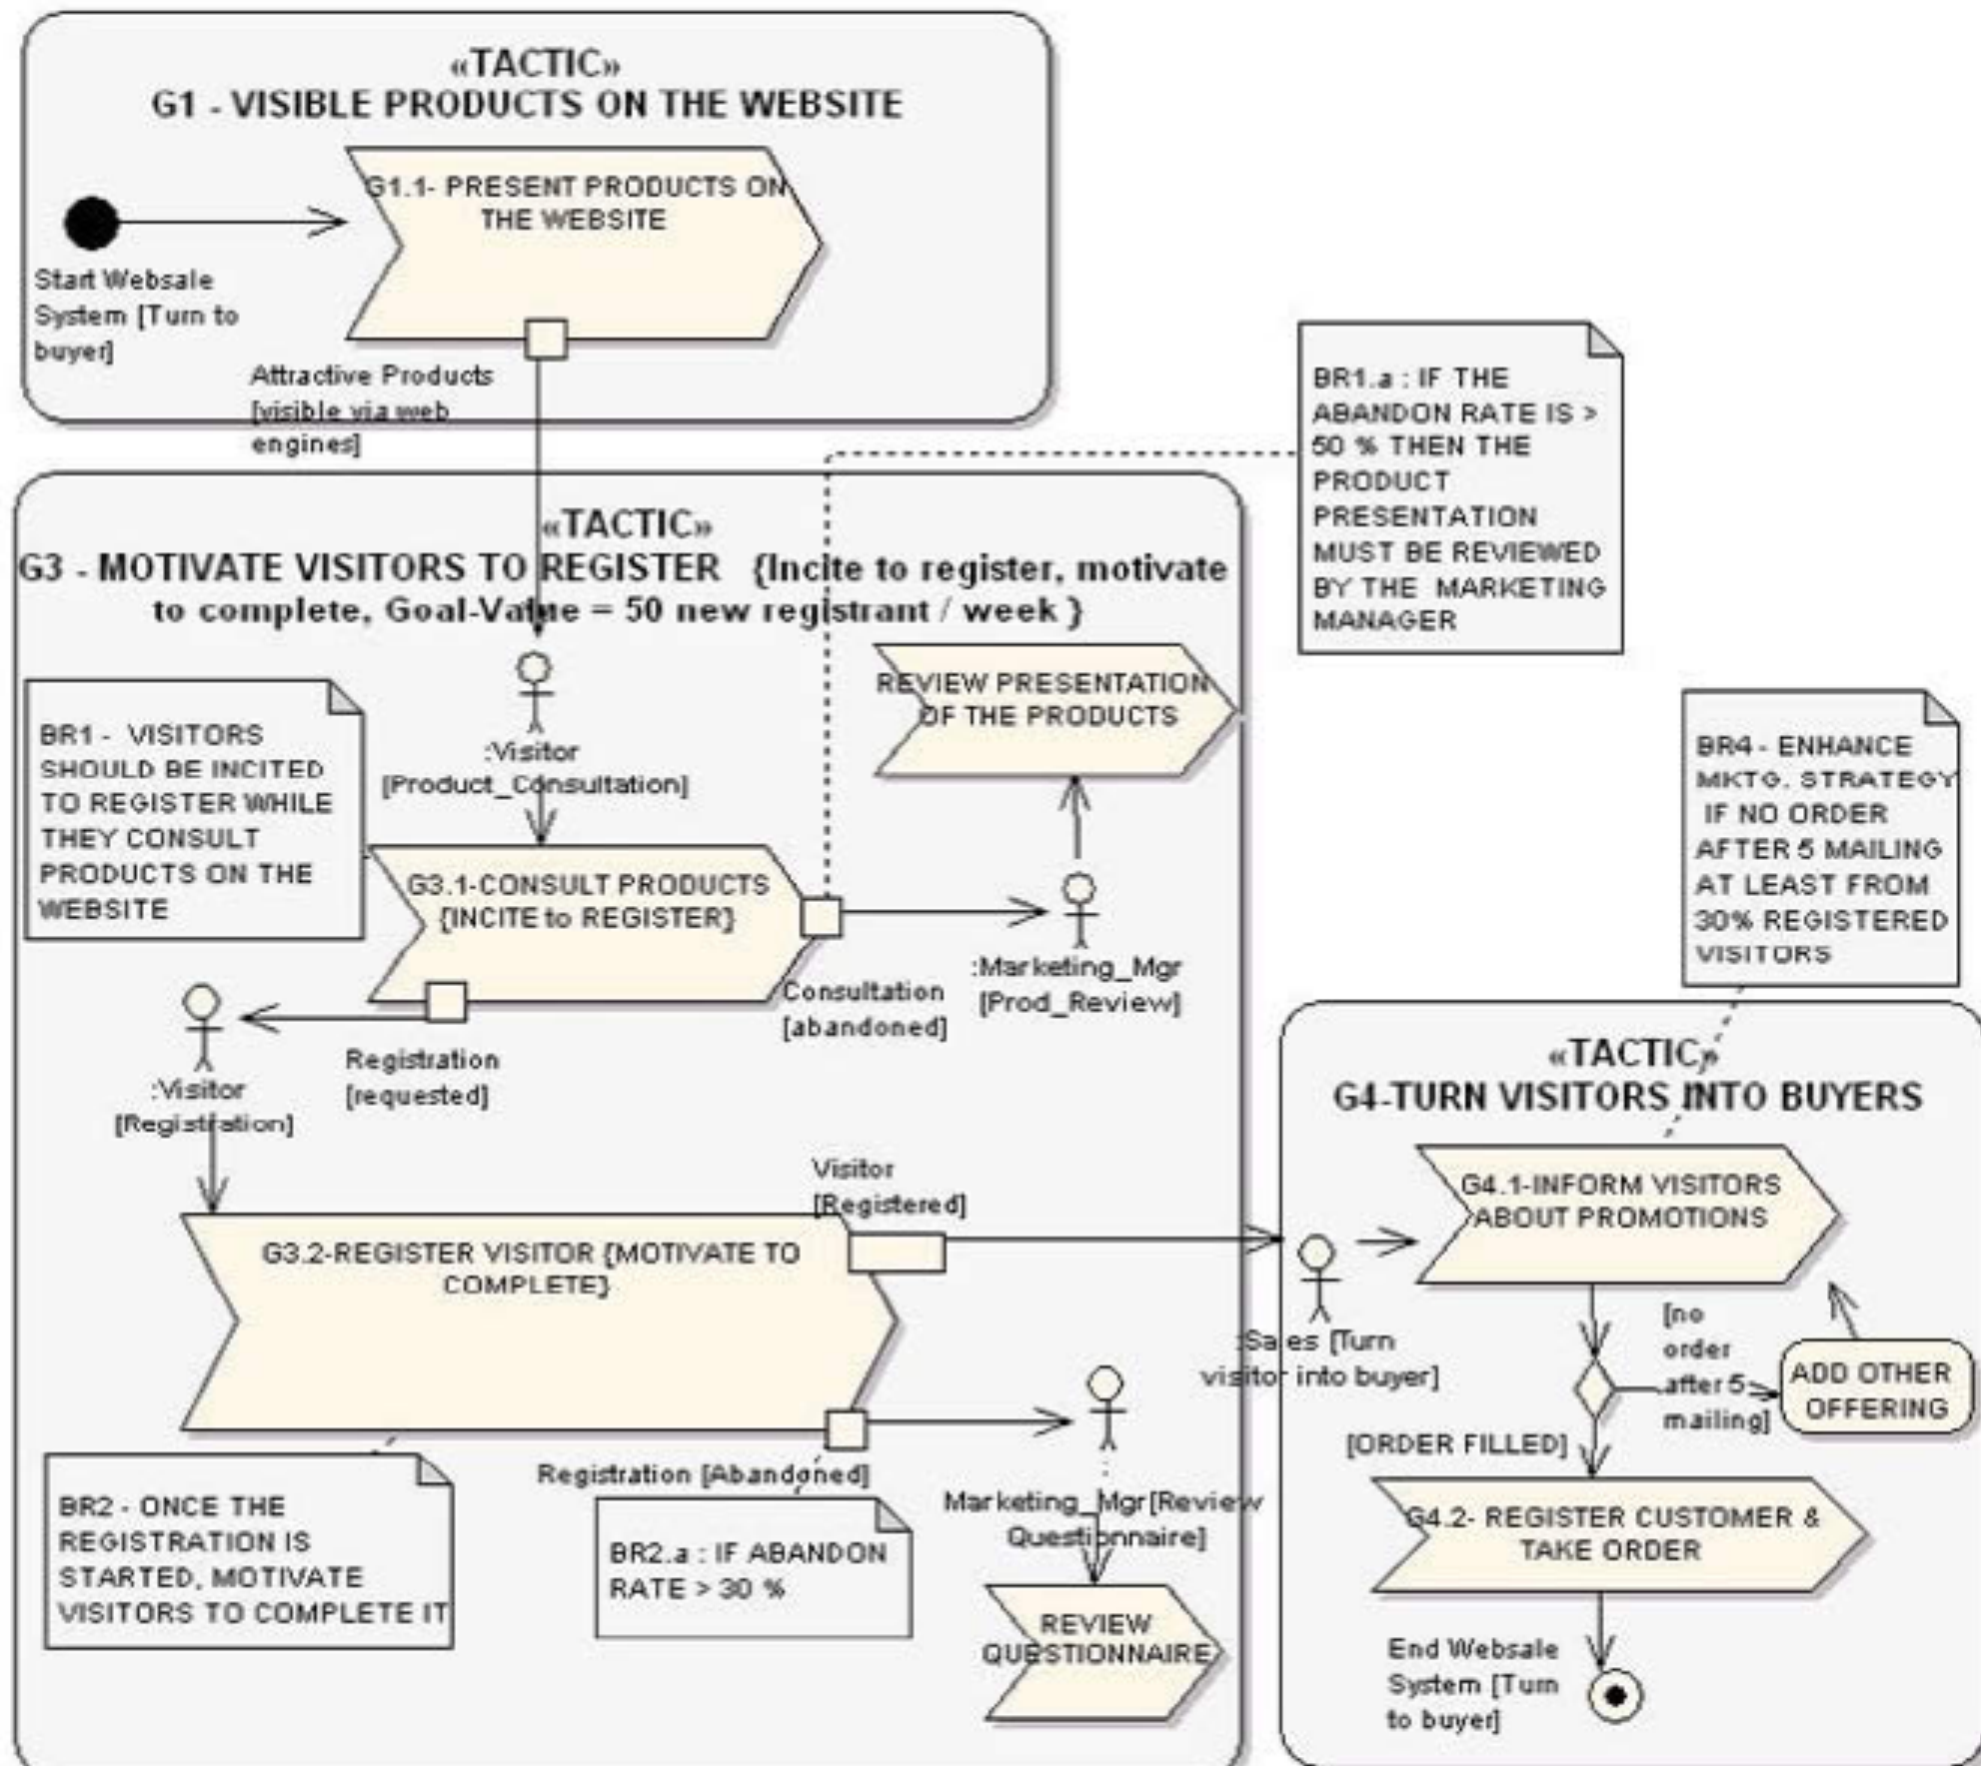 «TACTIC»
G1 - VISIBLE PRODUCTS ON THE WEBSITE
G1.1- PRESENT PRODUCTS ON
THE WEBSITE
Start Websale
System [Turn to
buyer]
Attractive Products
[visible via web
engines]
BR1.a : IF THE
ABANDON RATE IS >
50 % THEN THE
PRODUCT
PRESENTATION
MUST BE REVIEWED
BY THE MARKETING
MANAGER
«TACTIC»
G3 - MOTIVATE VISITORS TO REGISTER {Incite to register, motivate
to complete, Goal-Value = 50 new registrant / week }
BR1 - VISITORS
SHOULD BE INCITED
TO REGISTER WHILE
THEY CONSULT
PRODUCTS ON THE
WEBSITE
:Visitor
[Product_Consultation]
REVIEW PRESENTATION
OF THE PRODUCTS
G3.1-CONSULT PRODUCTS
{INCITE to REGISTER}
:Marketing_Mgr
[Prod_Review]
Consultation
[abandoned]
Registration
[requested]
:Visitor
[Registration]
BR4 - ENHANCE
MKTG. STRATEGY
IF NO ORDER
AFTER 5 MAILING
AT LEAST FROM
30% REGISTERED
VISITORS
Visitor
[Registered]
G3.2-REGISTER VISITOR {MOTIVATE TO
COMPLETE}
Registration [Abandoned]
BR2 - ONCE THE
REGISTRATION IS
STARTED, MOTIVATE
VISITORS TO COMPLETE IT
BR2.a : IF ABANDON
RATE > 30 %
Marketing_Mgr[Review
Questionnaire]
REVIEW
QUESTIONNAIRE
«TACTIC»
G4-TURN VISITORS INTO BUYERS
G4.1-INFORM VISITORS
ABOUT PROMOTIONS
:Sales [Turn
visitor into buyer]
[no
order
after 5
mailing]
ADD OTHER
OFFERING
[ORDER FILLED]
G4.2- REGISTER CUSTOMER &
TAKE ORDER
End Websale
System [Turn
to buyer]